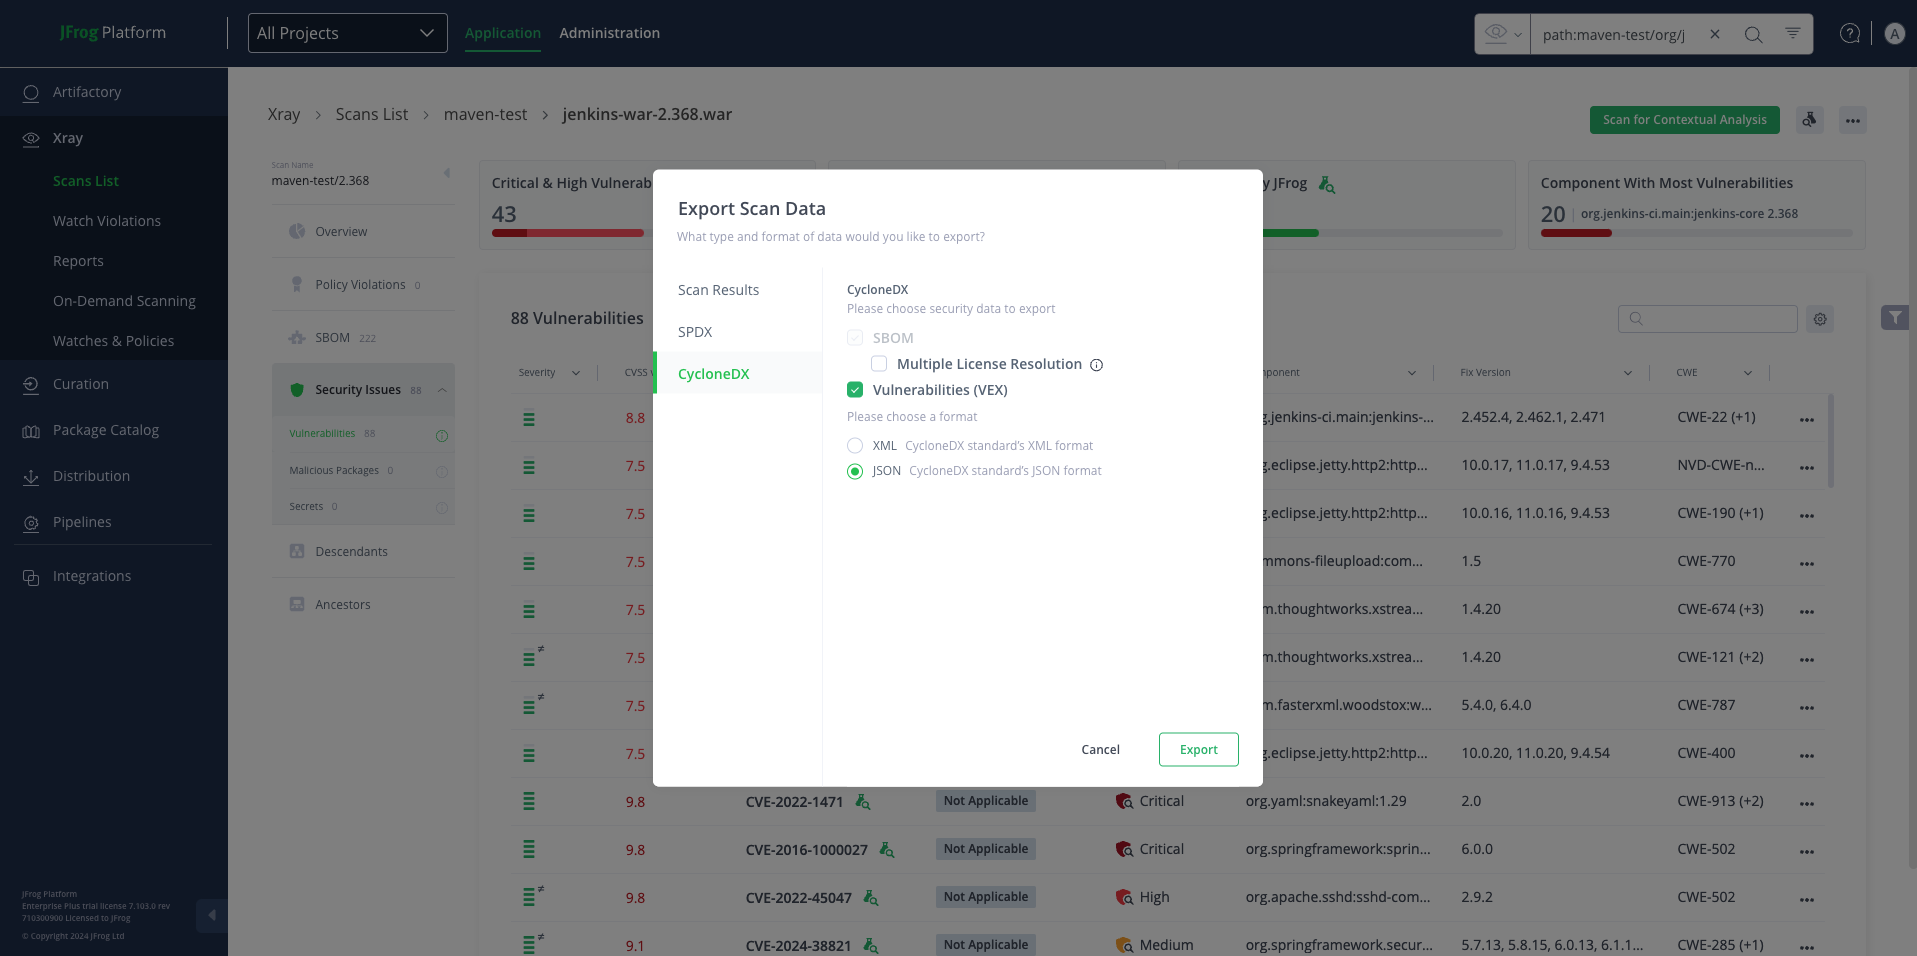 JFrog Platform
All Projects
Application
Administration
path:maven-test/org/j
A
Artifactory
Xray
Scans List
Watch Violations
Reports
On-Demand Scanning
Watches & Policies
Curation
Package Catalog
Distribution
Pipelines
Integrations
JFrog Platform
Enterprise Plus trial license 7.103.0 rev
710300900 Licensed to JFrog
© Copyright 2024 JFrog Ltd
Xray > Scans List > maven-test > jenkins-war-2.368.war
Scan for Contextual Analysis
Scan Name
maven-test/2.368
Overview
Policy Violations 0
SBOM 222
Security Issues 88
Vulnerabilities 88
Malicious Packages 0
Secrets 0
Descendants
Ancestors
Critical & High Vulnerab
43
y JFrog
Component With Most Vulnerabilities
20 | org.jenkins-ci.main:jenkins-core 2.368
88 Vulnerabilities
Export Scan Data
What type and format of data would you like to export?
Scan Results
SPDX
CycloneDX
CycloneDX
Please choose security data to export
SBOM
Multiple License Resolution
Vulnerabilities (VEX)
Please choose a format
XML CycloneDX standard's XML format
JSON CycloneDX standard's JSON format
Cancel
Export
Severity CVSS ponent Fix Version CWE
8.8 g.jenkins-ci.main:jenkins-... 2.452.4, 2.462.1, 2.471 CWE-22 (+1)
7.5 g.eclipse.jetty.http2:http... 10.0.17, 11.0.17, 9.4.53 NVD-CWE-n...
7.5 g.eclipse.jetty.http2:http... 10.0.16, 11.0.16, 9.4.53 CWE-190 (+1)
7.5 mmons-fileupload:com... 1.5 CWE-770
7.5 m.thoughtworks.xstrea... 1.4.20 CWE-674 (+3)
7.5 m.thoughtworks.xstrea... 1.4.20 CWE-121 (+2)
7.5 m.fasterxml.woodstox:w... 5.4.0, 6.4.0 CWE-787
7.5 g.eclipse.jetty.http2:http... 10.0.20, 11.0.20, 9.4.54 CWE-400
9.8 CVE-2022-1471 Not Applicable Critical org.yaml:snakeyaml:1.29 2.0 CWE-913 (+2)
9.8 CVE-2016-1000027 Not Applicable Critical org.springframework:sprin... 6.0.0 CWE-502
9.8 CVE-2022-45047 Not Applicable High org.apache.sshd:sshd-com... 2.9.2 CWE-502
9.1 CVE-2024-38821 Not Applicable Medium org.springframework.secur... 5.7.13, 5.8.15, 6.0.13, 6.1.1... CWE-285 (+1)